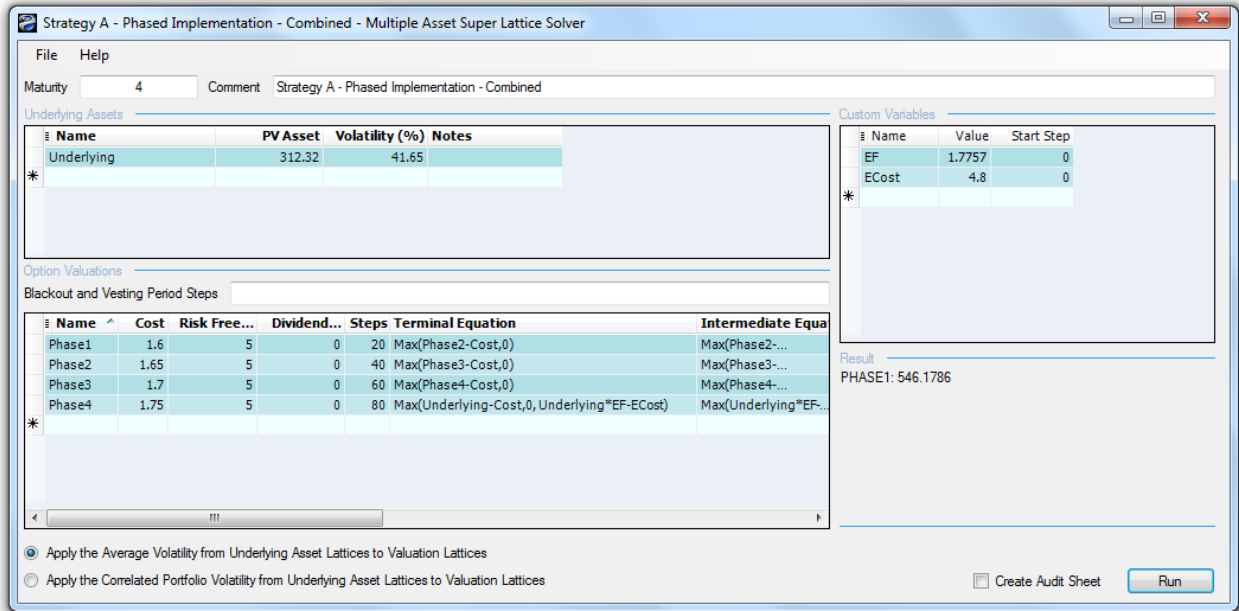 Strategy A - Phased Implementation - Combined - Multiple Asset Super Lattice Solver
File Help
Maturity 4 Comment Strategy A - Phased Implementation - Combined
Underlying Assets
Name PV Asset Volatility (%) Notes
Underlying 312.32 41.65
Custom Variables
Name Value Start Step
EF 1.7757 0
ECost 4.8 0
Option Valuations
Blackout and Vesting Period Steps
Name Cost Risk Free... Dividend... Steps Terminal Equation Intermediate Equat
Phase1 1.6 5 0 20 Max(Phase2-Cost,0) Max(Phase2-...
Phase2 1.65 5 0 40 Max(Phase3-Cost,0) Max(Phase3-...
Phase3 1.7 5 0 60 Max(Phase4-Cost,0) Max(Phase4-...
Phase4 1.75 5 0 80 Max(Underlying-Cost,0,Underlying*EF-ECost) Max(Underlying*EF-...
Result
PHASE1: 546.1786
Apply the Average Volatility from Underlying Asset Lattices to Valuation Lattices
Apply the Correlated Portfolio Volatility from Underlying Asset Lattices to Valuation Lattices
Create Audit Sheet Run